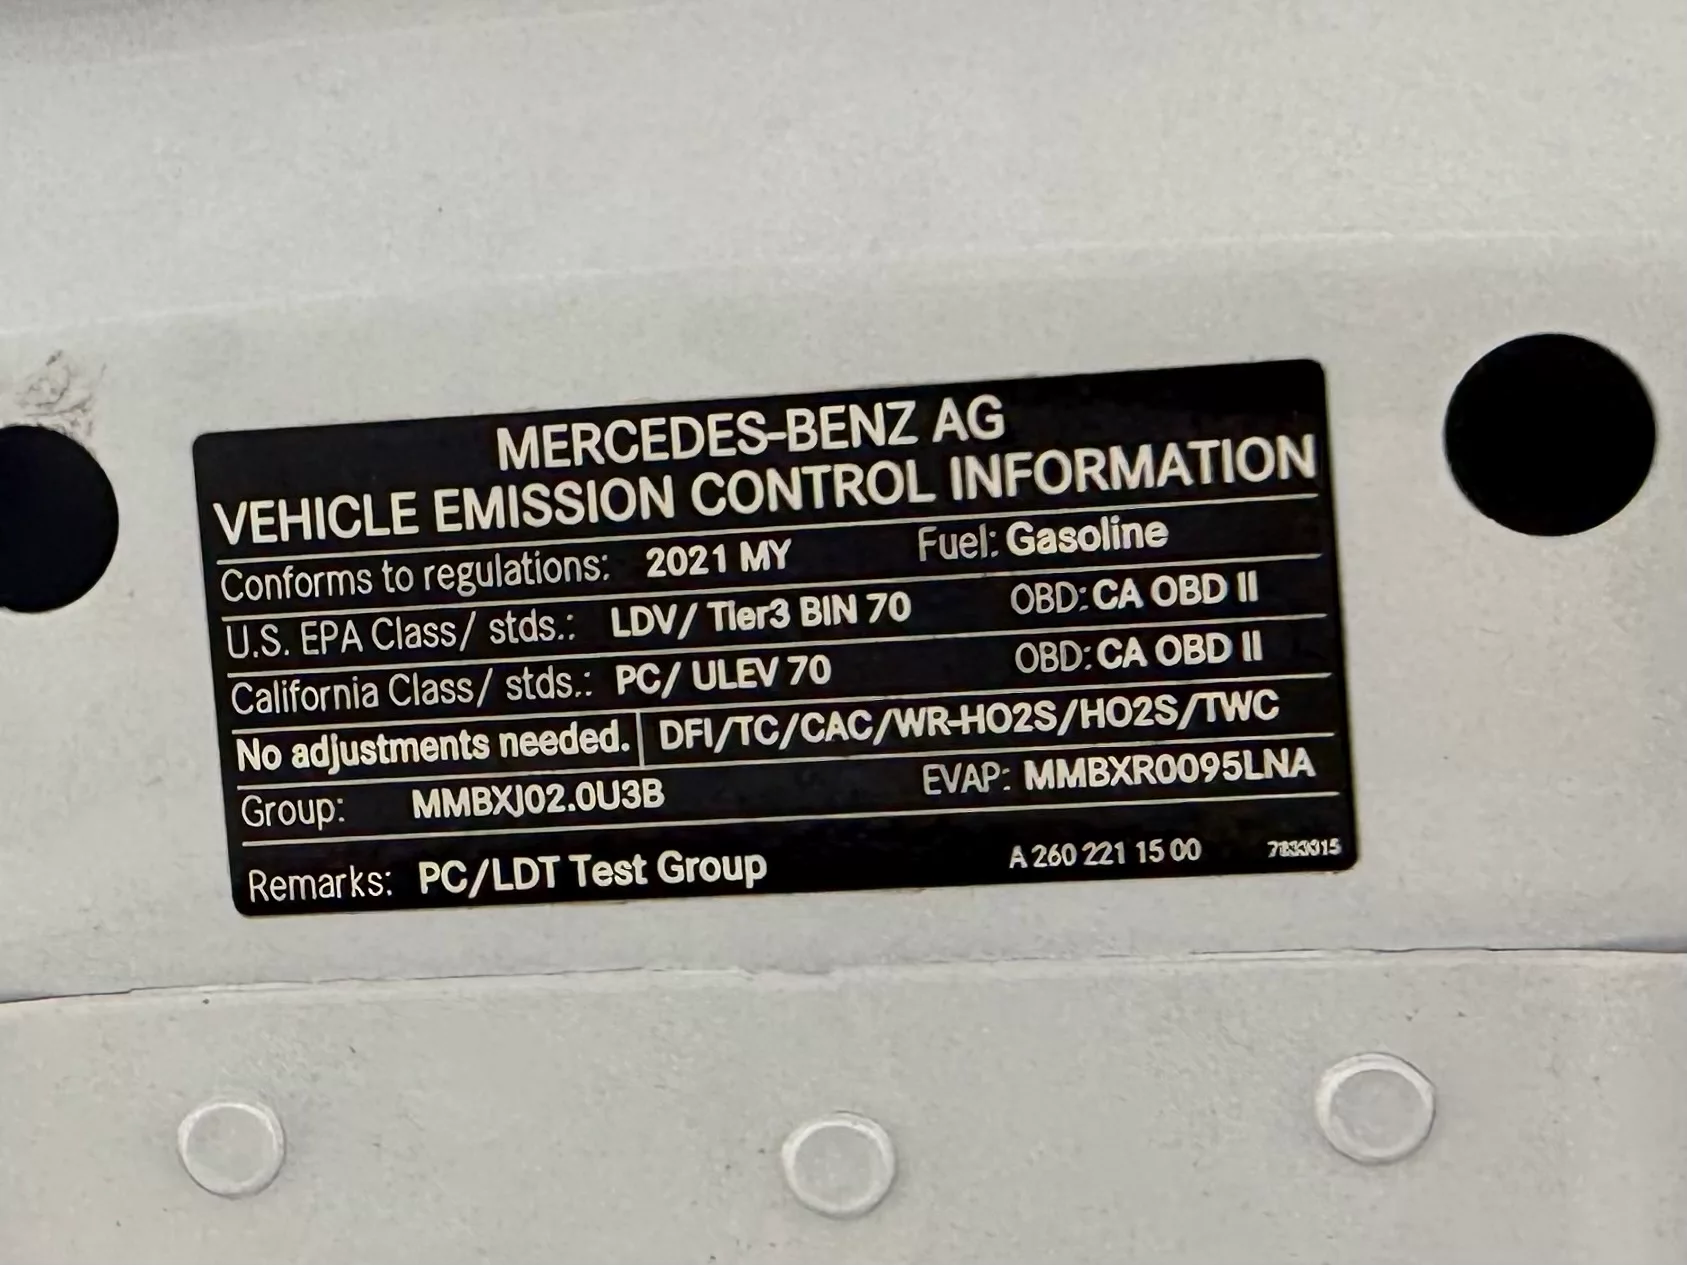 MERCEDES-BENZ AG
VEHICLE EMISSION CONTROL INFORMATION
Conforms to regulations: 2021 MY Fuel: Gasoline
U.S. EPA Class/ stds.: LDV/ Tier3 BIN 70 OBD: CA OBD II
California Class/ stds.: PC/ ULEV 70 OBD: CA OBD II
No adjustments needed. DFI/TC/CAC/WR-HO2S/HO2S/TWC
Group: MMBXJ02.0U3B EVAP: MMBXR0095LNA
Remarks: PC/LDT Test Group A 260 221 15 00